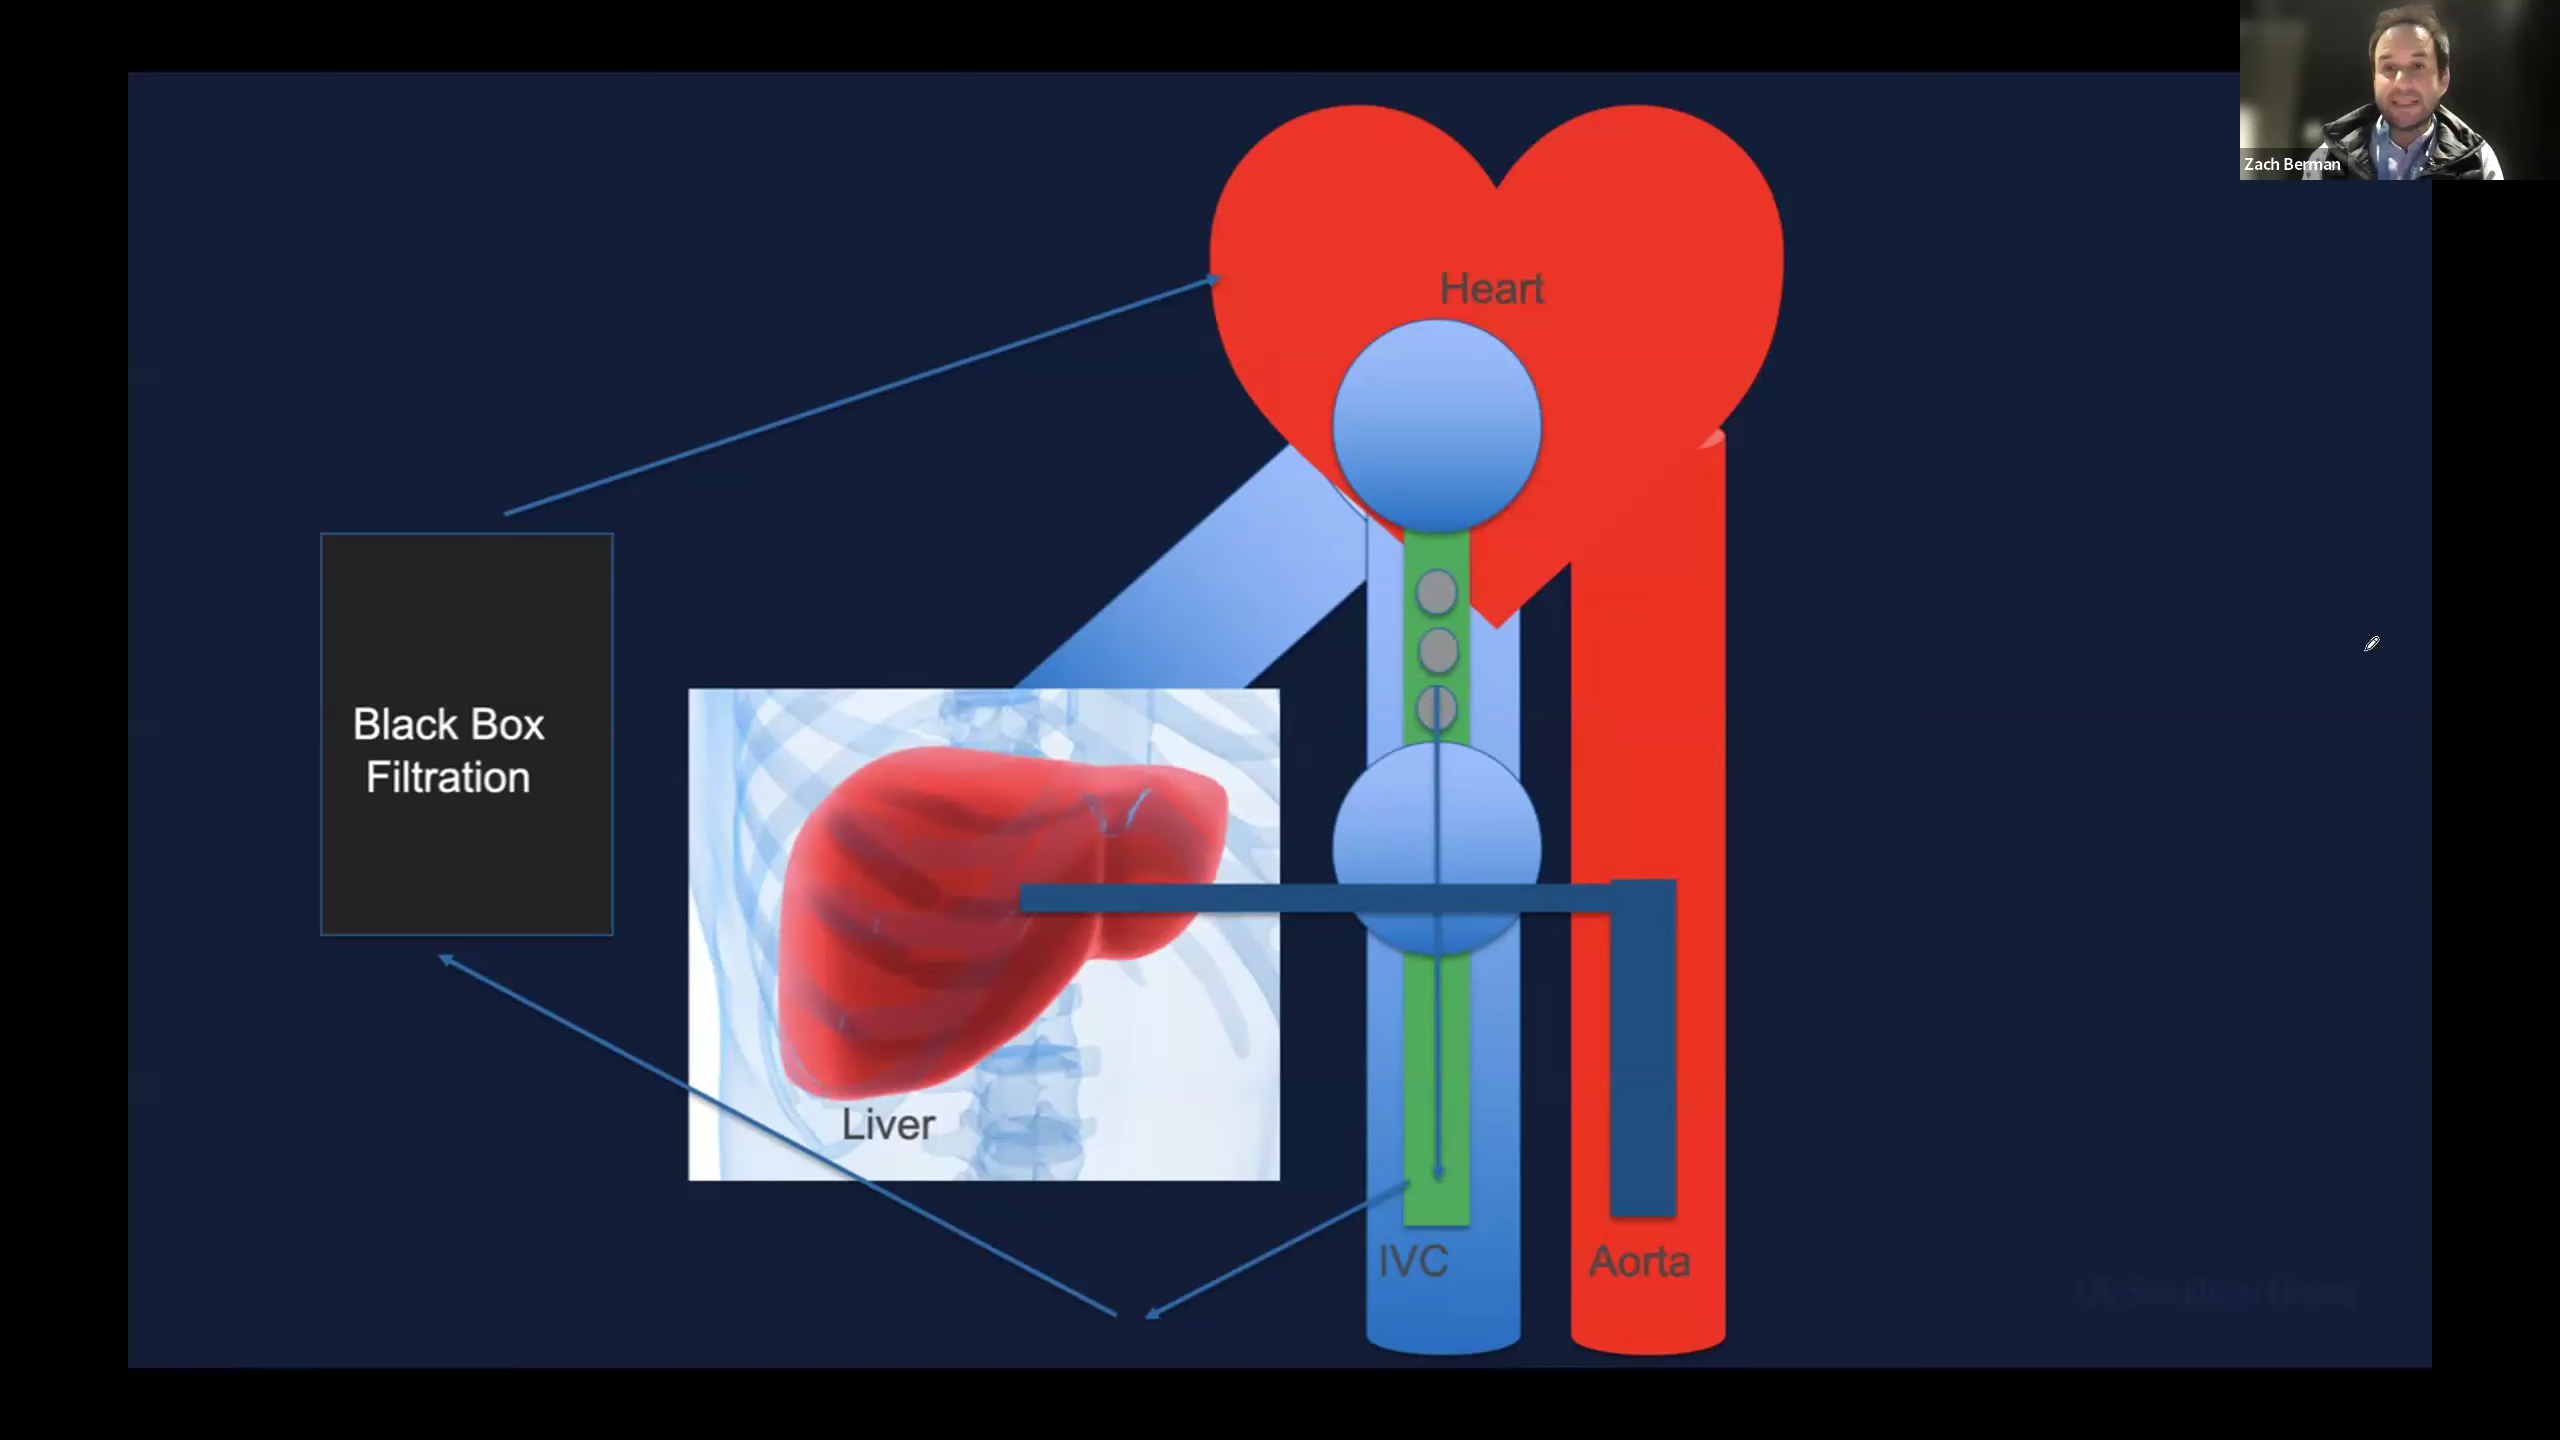 Zach Berman
Heart
Black Box
Filtration
Liver
IVC
Aorta